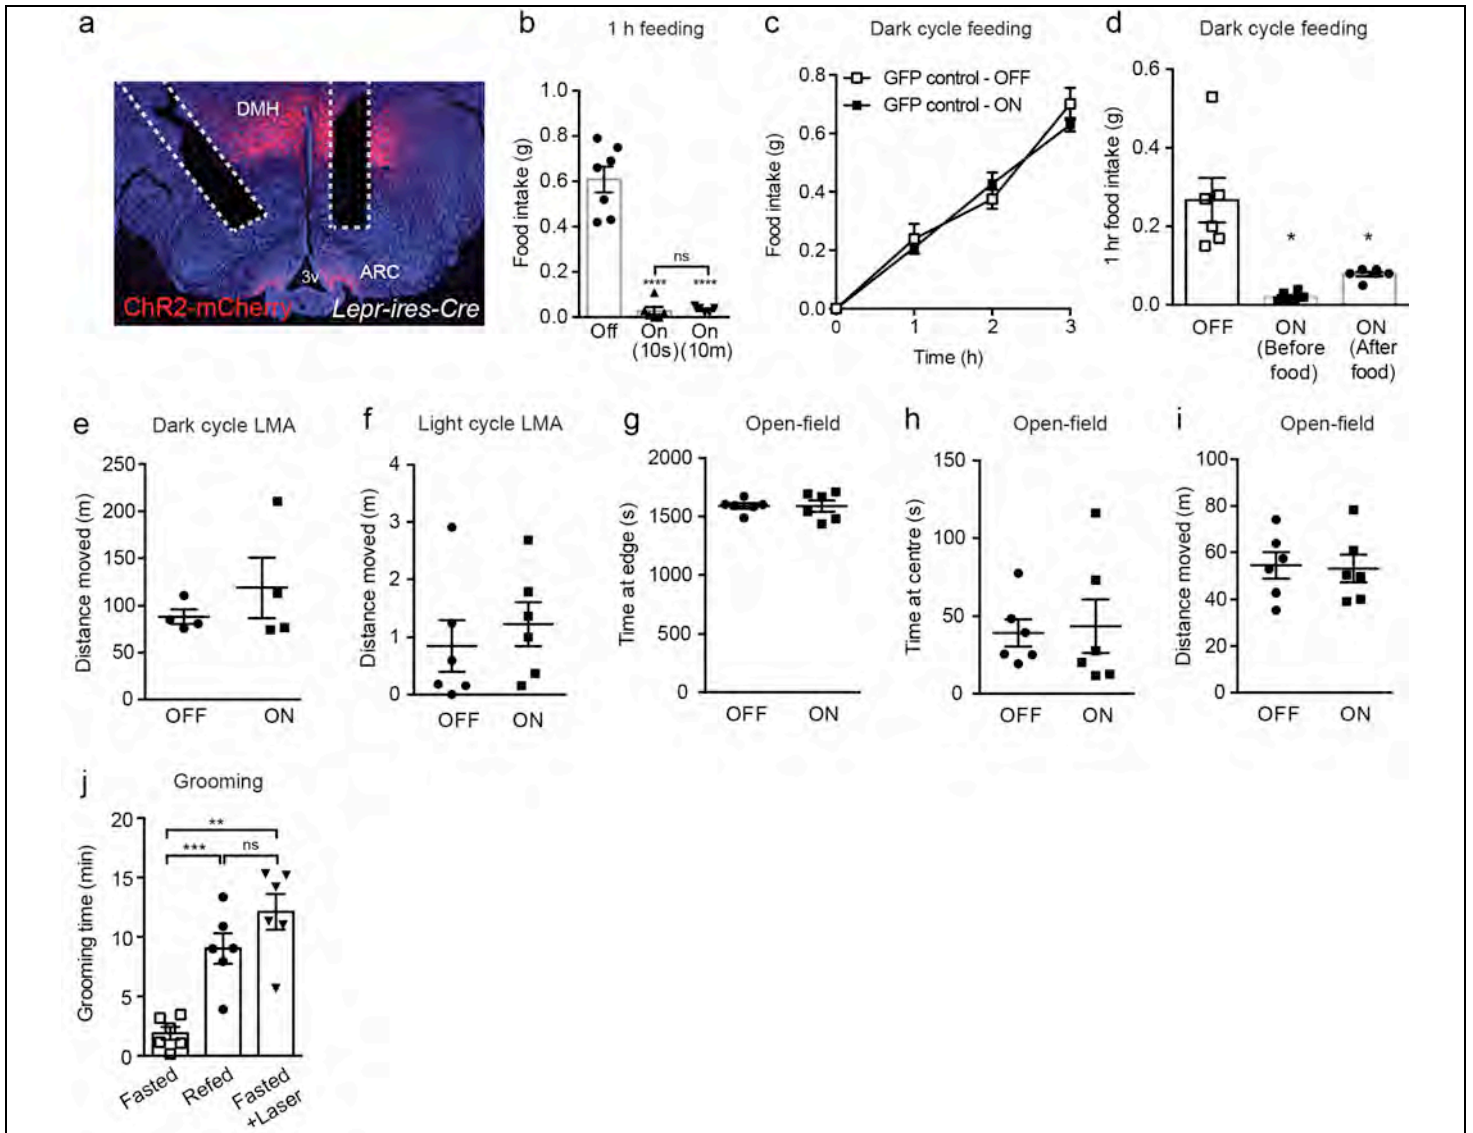 a
DMH
3v
ARC
ChR2-mCherry
Lepr-ires-Cre
b
1 h feeding
Food intake (g)
1.0
0.8
0.6
0.4
0.2
0.0
ns
****
****
Off
On
(10s)
On
(10m)
c
Dark cycle feeding
GFP control - OFF
GFP control - ON
Food intake (g)
0.8
0.6
0.4
0.2
0.0
0
1
2
3
Time (h)
d
Dark cycle feeding
1 hr food intake (g)
0.6
0.4
0.2
0.0
*
*
OFF
ON
(Before
food)
ON
(After
food)
e
Dark cycle LMA
Distance moved (m)
250
200
150
100
50
0
OFF
ON
f
Light cycle LMA
Distance moved (m)
4
3
2
1
0
OFF
ON
g
Open-field
Time at edge (s)
2000
1500
1000
500
0
OFF
ON
h
Open-field
Time at centre (s)
150
100
50
0
OFF
ON
i
Open-field
Distance moved (m)
100
80
60
40
20
0
OFF
ON
j
Grooming
Grooming time (min)
20
15
10
5
0
**
***
ns
Fasted
Refed
Fasted
+Laser